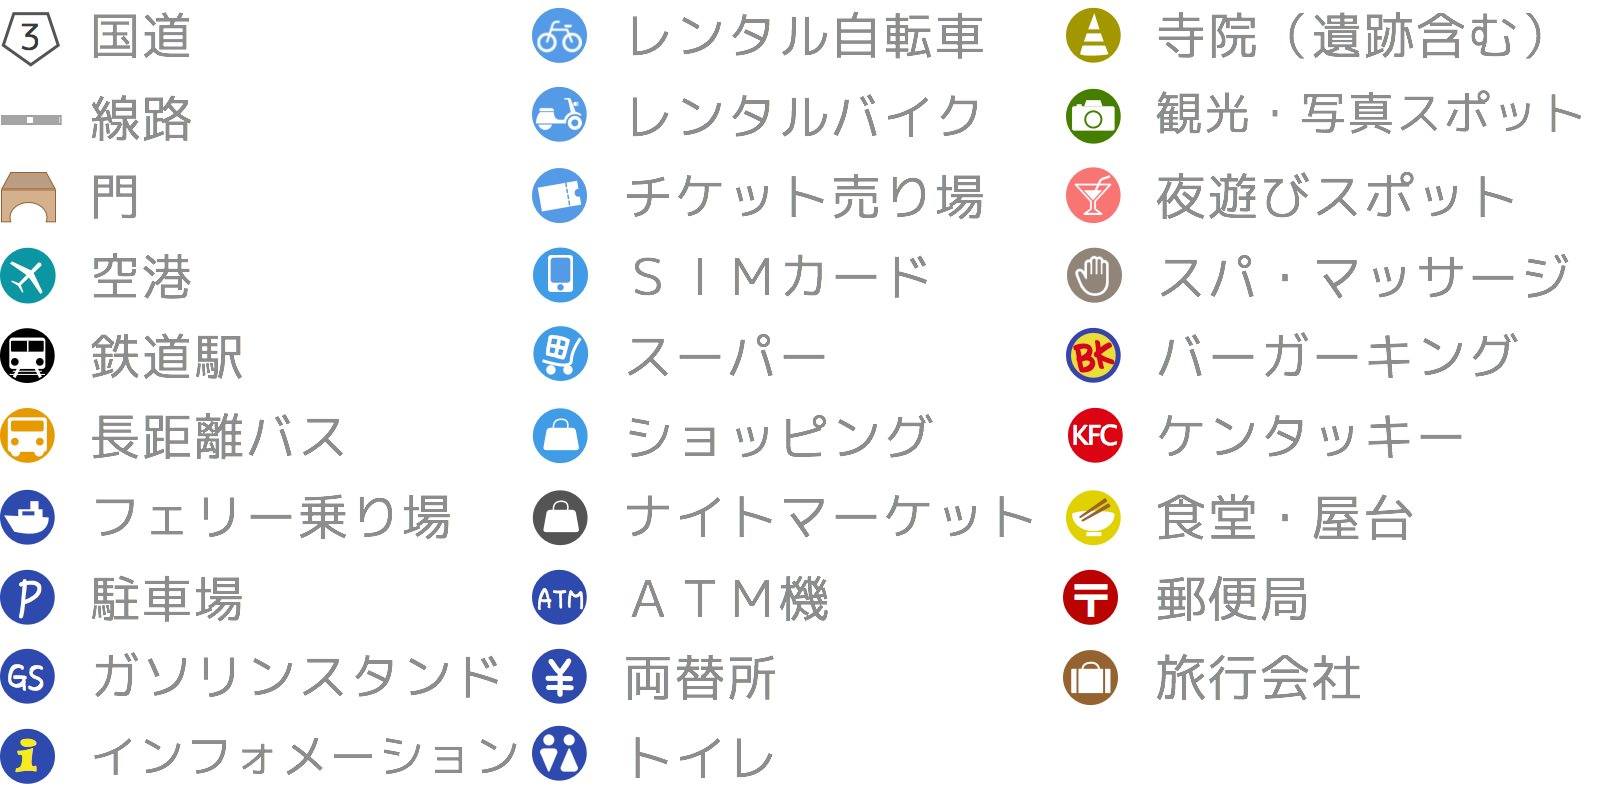 3 国道
線路
門
空港
鉄道駅
長距離バス
フェリー乗り場
P 駐車場
GS ガソリンスタンド
i インフォメーション
レンタル自転車
レンタルバイク
チケット売り場
ＳＩＭカード
スーパー
ショッピング
ナイトマーケット
ATM ＡＴＭ機
¥ 両替所
トイレ
寺院（遺跡含む）
観光・写真スポット
夜遊びスポット
スパ・マッサージ
BK バーガーキング
KFC ケンタッキー
食堂・屋台
〒 郵便局
旅行会社